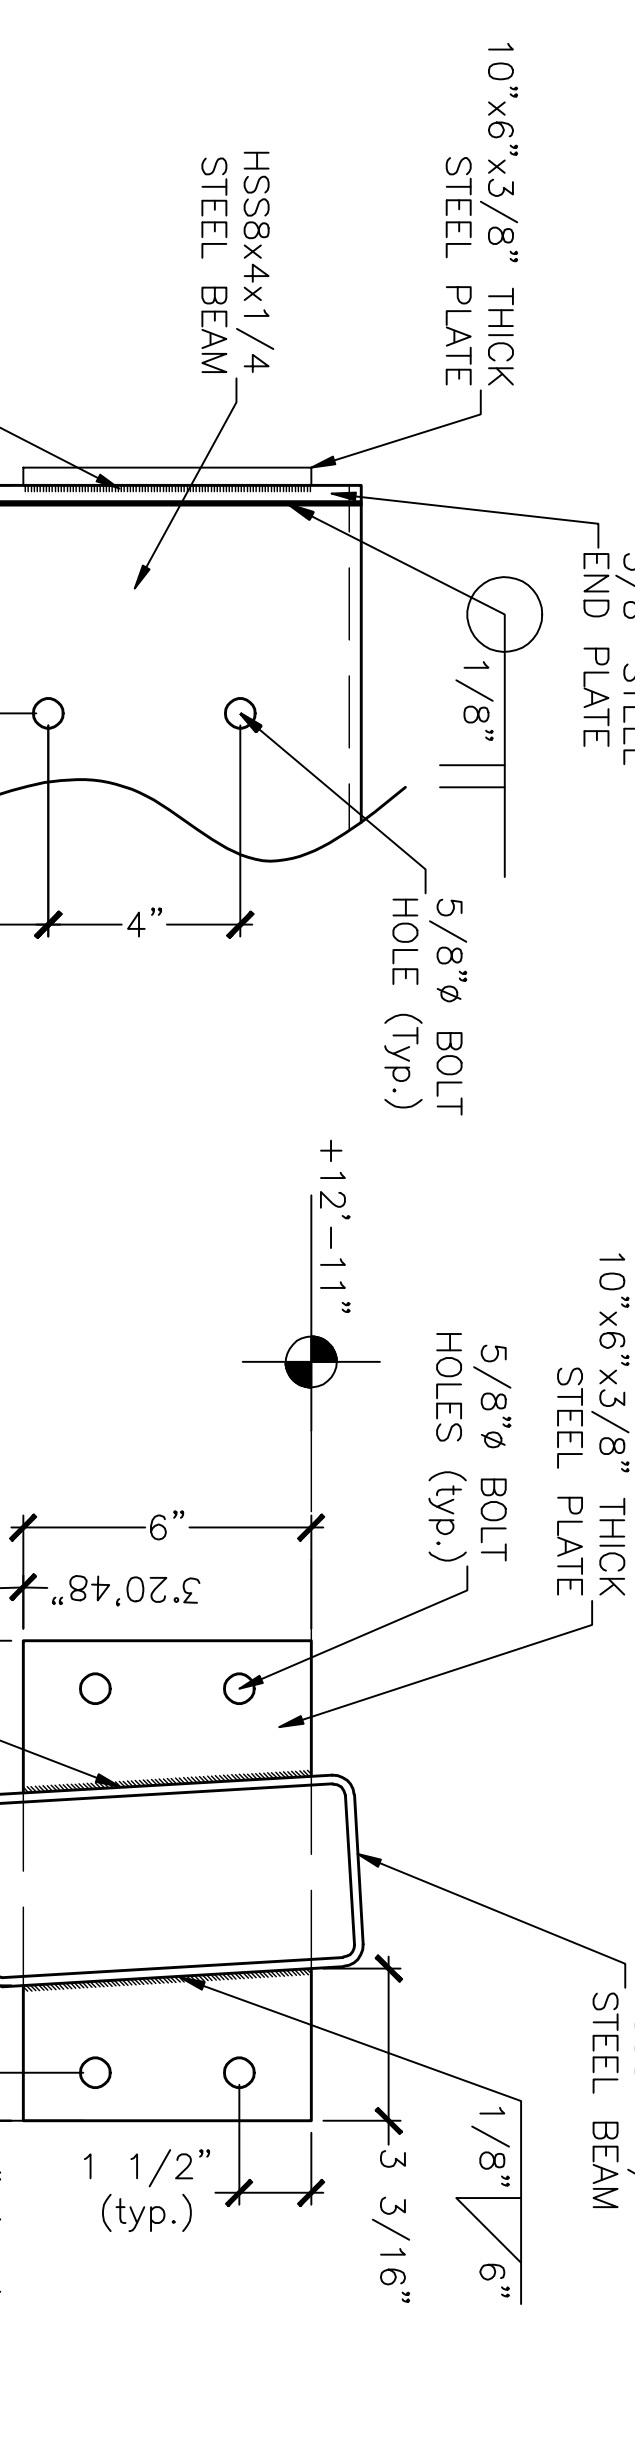 10"x6"x3/8" THICK
STEEL PLATE
HSS8x4x1/4
STEEL BEAM
STEEL
END PLATE
1/8"
5/8"ø BOLT
HOLE (Typ.)
4"
+12'-11"
10"x6"x3/8" THICK
STEEL PLATE
5/8"ø BOLT
HOLES (typ.)
6"
3°20'48"
STEEL BEAM
1/8"
6"
3 3/16"
1 1/2"
(typ.)